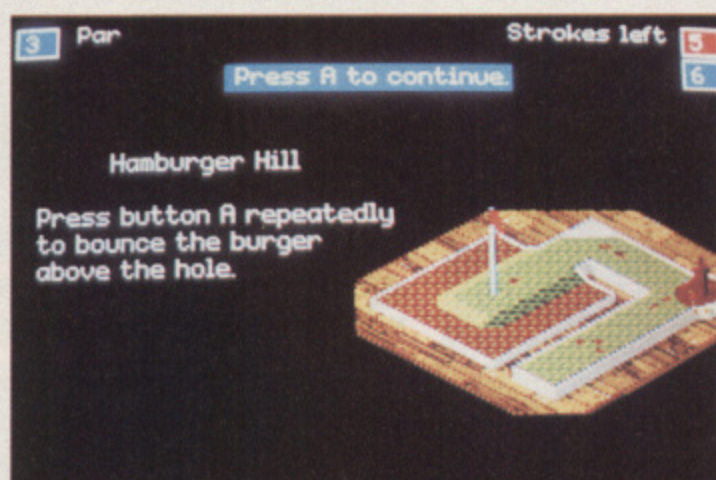 3 Par
Strokes left 5
6
Press A to continue.
Hamburger Hill
Press button A repeatedly
to bounce the burger
above the hole.